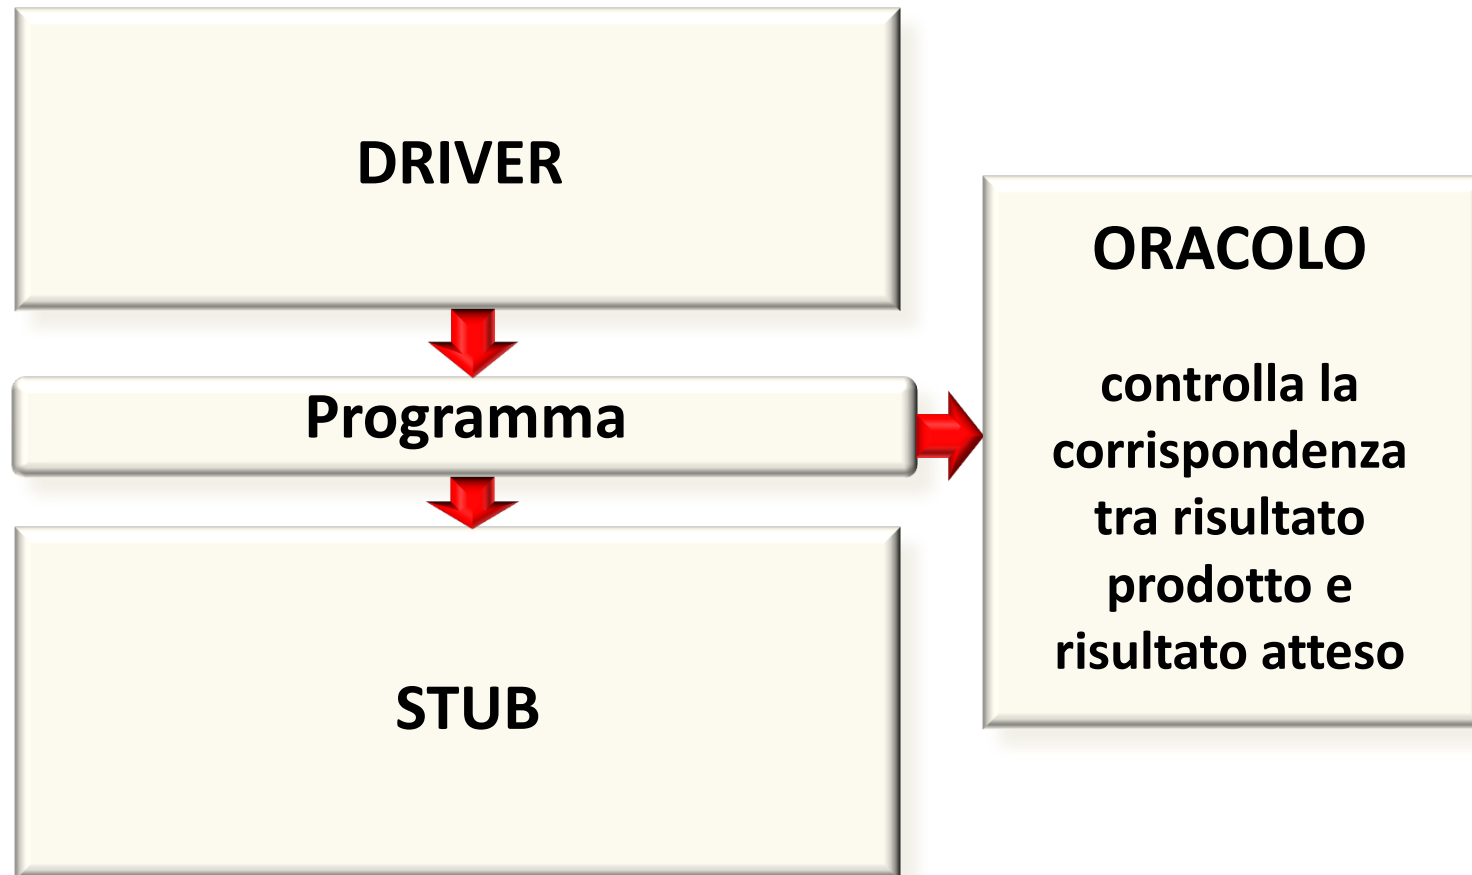 DRIVER
Programma
STUB
ORACOLO
controlla la
corrispondenza
tra risultato
prodotto e
risultato atteso